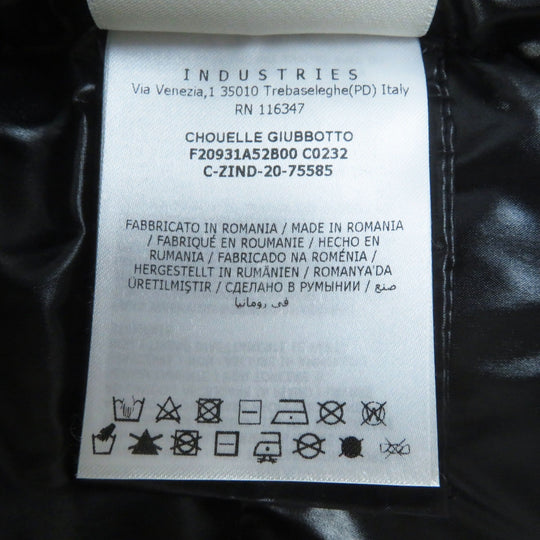 INDUSTRIES
Via Venezia,1 35010 Trebaseleghe(PD) Italy
RN 116347
CHOUELLE GIUBBOTTO
F20931A52B00 C0232
C-ZIND-20-75585
FABBRICATO IN ROMANIA / MADE IN ROMANIA
/ FABRIQUÉ EN ROUMANIE / HECHO EN
RUMANIA / FABRICADO NA ROMÉNIA /
HERGESTELLT IN RUMÄNIEN / ROMANYA'DA
ÜRETILMIŞTIR / СДЕЛАНО В РУМЫНИИ / صنع
في رومانيا